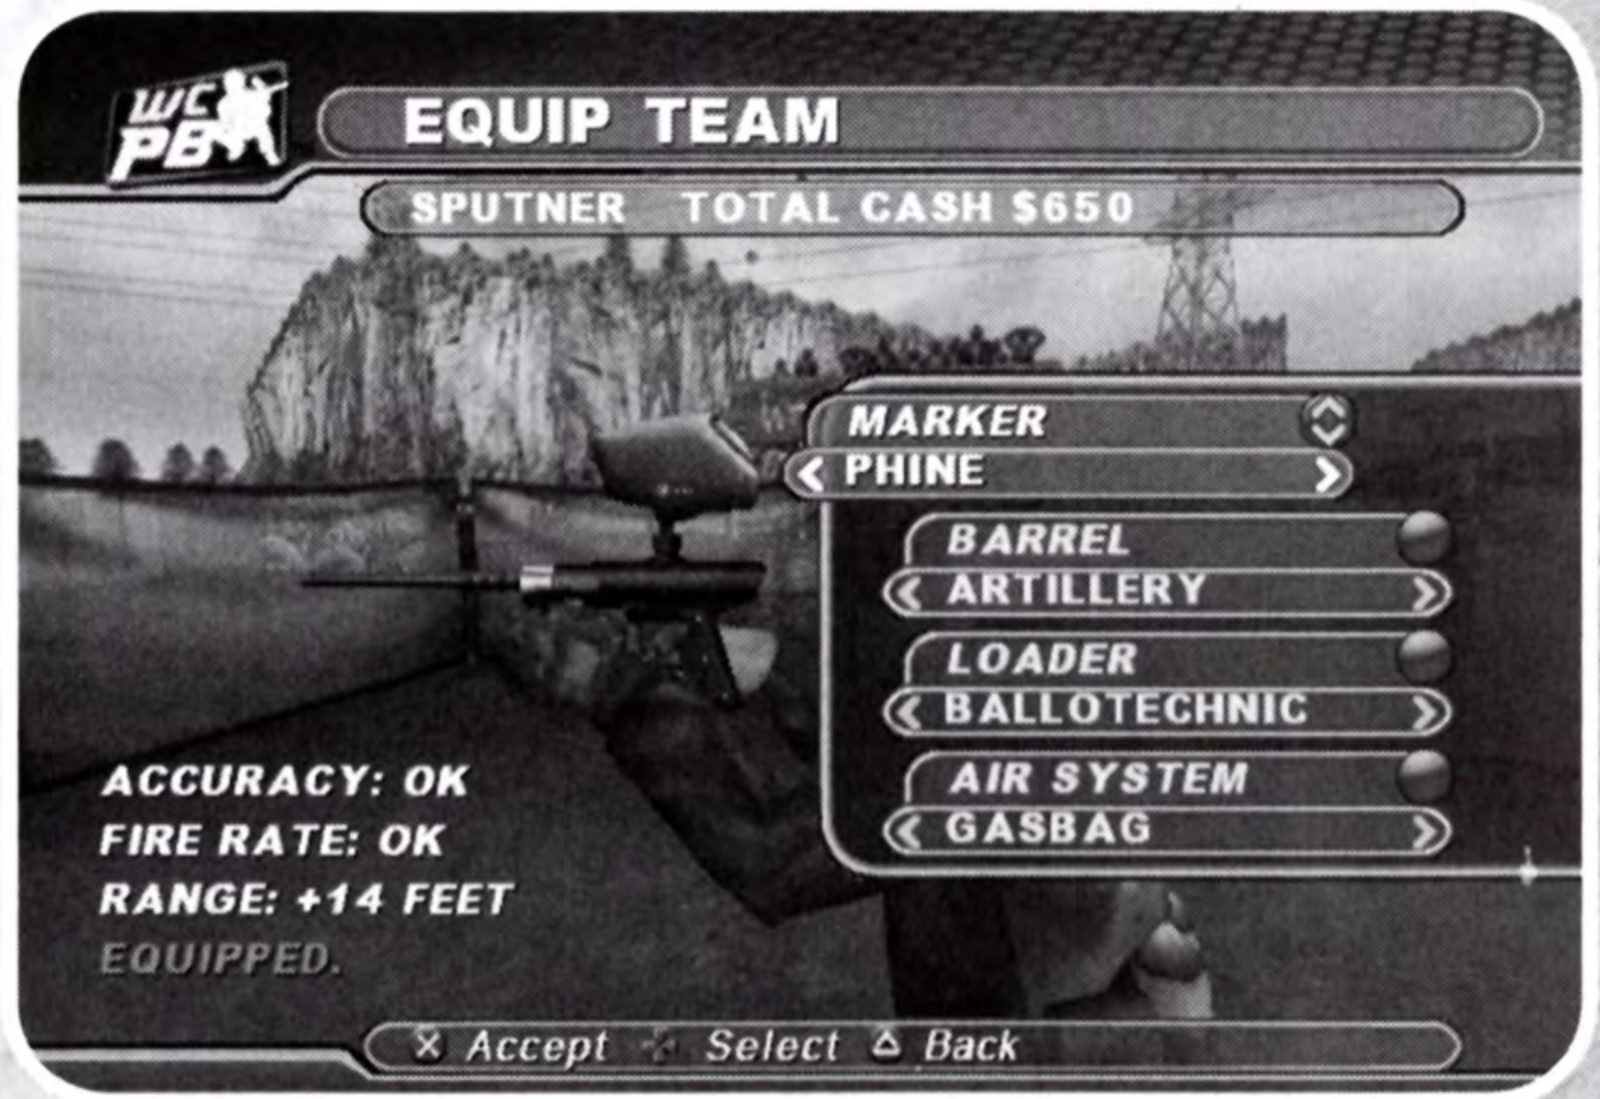 WC
PB
EQUIP TEAM
SPUTNER TOTAL CASH $650
MARKER
PHINE
BARREL
ARTILLERY
LOADER
BALLOTECHNIC
AIR SYSTEM
GASBAG
ACCURACY: OK
FIRE RATE: OK
RANGE: +14 FEET
EQUIPPED.
Accept Select Back